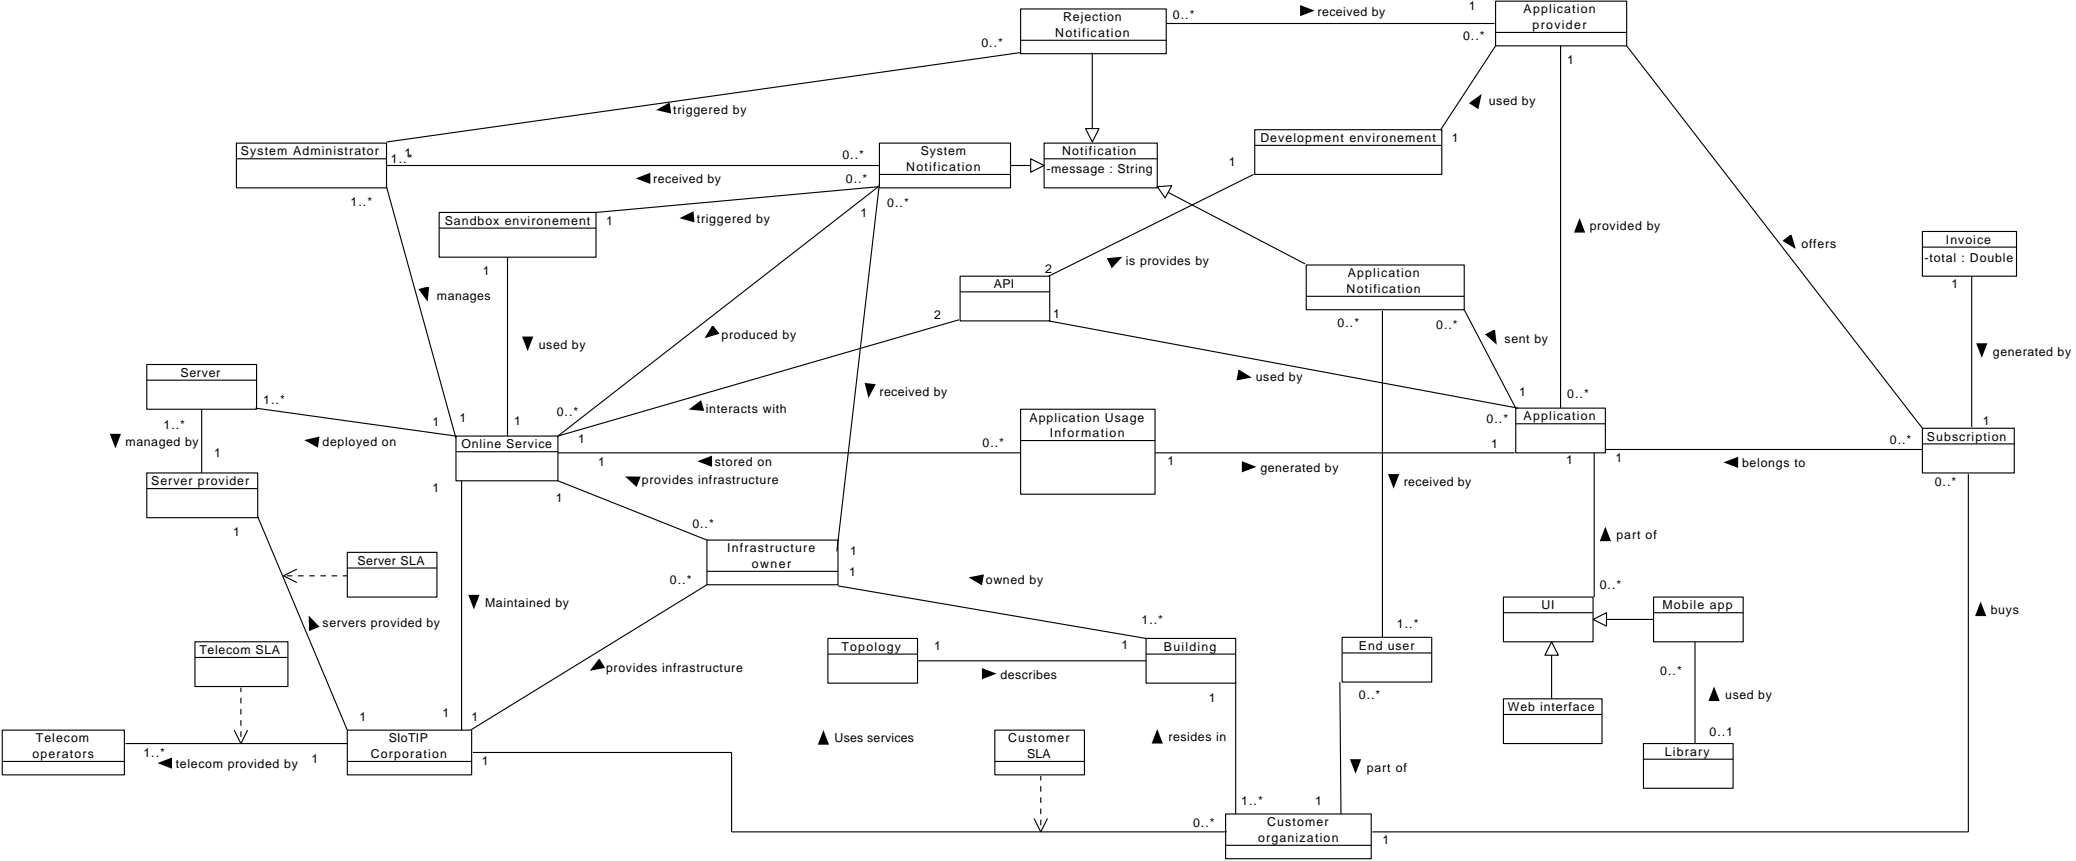 Rejection
Notification
0..*
received by
1
Application
provider
0..*
0..*
1
triggered by
used by
System Administrator
1
1..*
0..*
System
Notification
Notification
-message : String
Development environement
1
1
received by
0..*
1..*
0..*
1
Sandbox environement
1
triggered by
provided by
offers
Invoice
-total : Double
1
is provides by
2
API
Application
Notification
1
manages
2
1
0..*
0..*
produced by
used by
sent by
generated by
Server
1..*
received by
used by
1
0..*
interacts with
1
1
1
0..*
0..*
1
1..*
managed by
1
deployed on
Online Service
1
0..*
Application Usage
Information
1
Application
0..*
Subscription
1
stored on
1
generated by
1
1
belongs to
Server provider
provides infrastructure
1
1
received by
0..*
1
0..*
part of
Infrastructure
owner
1
1
Server SLA
0..*
owned by
0..*
Maintained by
UI
Mobile app
buys
servers provided by
1..*
1..*
Telecom SLA
Topology
1
1
Building
End user
provides infrastructure
describes
0..*
1
0..*
used by
Web interface
1
1
1
0..1
Telecom
operators
SIoTIP
Corporation
Uses services
Customer
SLA
resides in
Library
1..*
telecom provided by
1
1
part of
1..*
1
0..*
Customer
organization
1